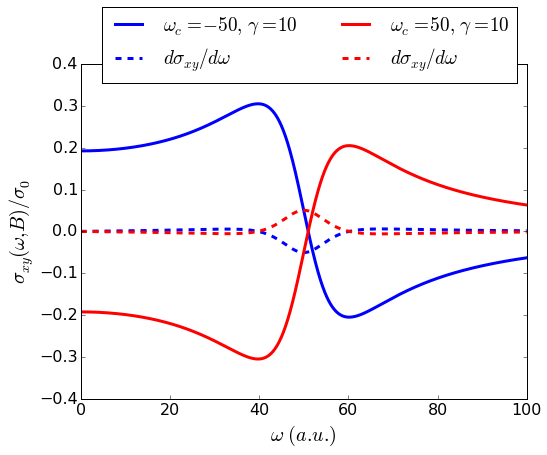 ω_c = −50, γ = 10 ω_c = 50, γ = 10
dσ_xy/dω dσ_xy/dω
0.4
0.3
0.2
0.1
0.0
−0.1
−0.2
−0.3
−0.4
σ_xy(ω, B)/σ_0
0 20 40 60 80 100
ω (a.u.)